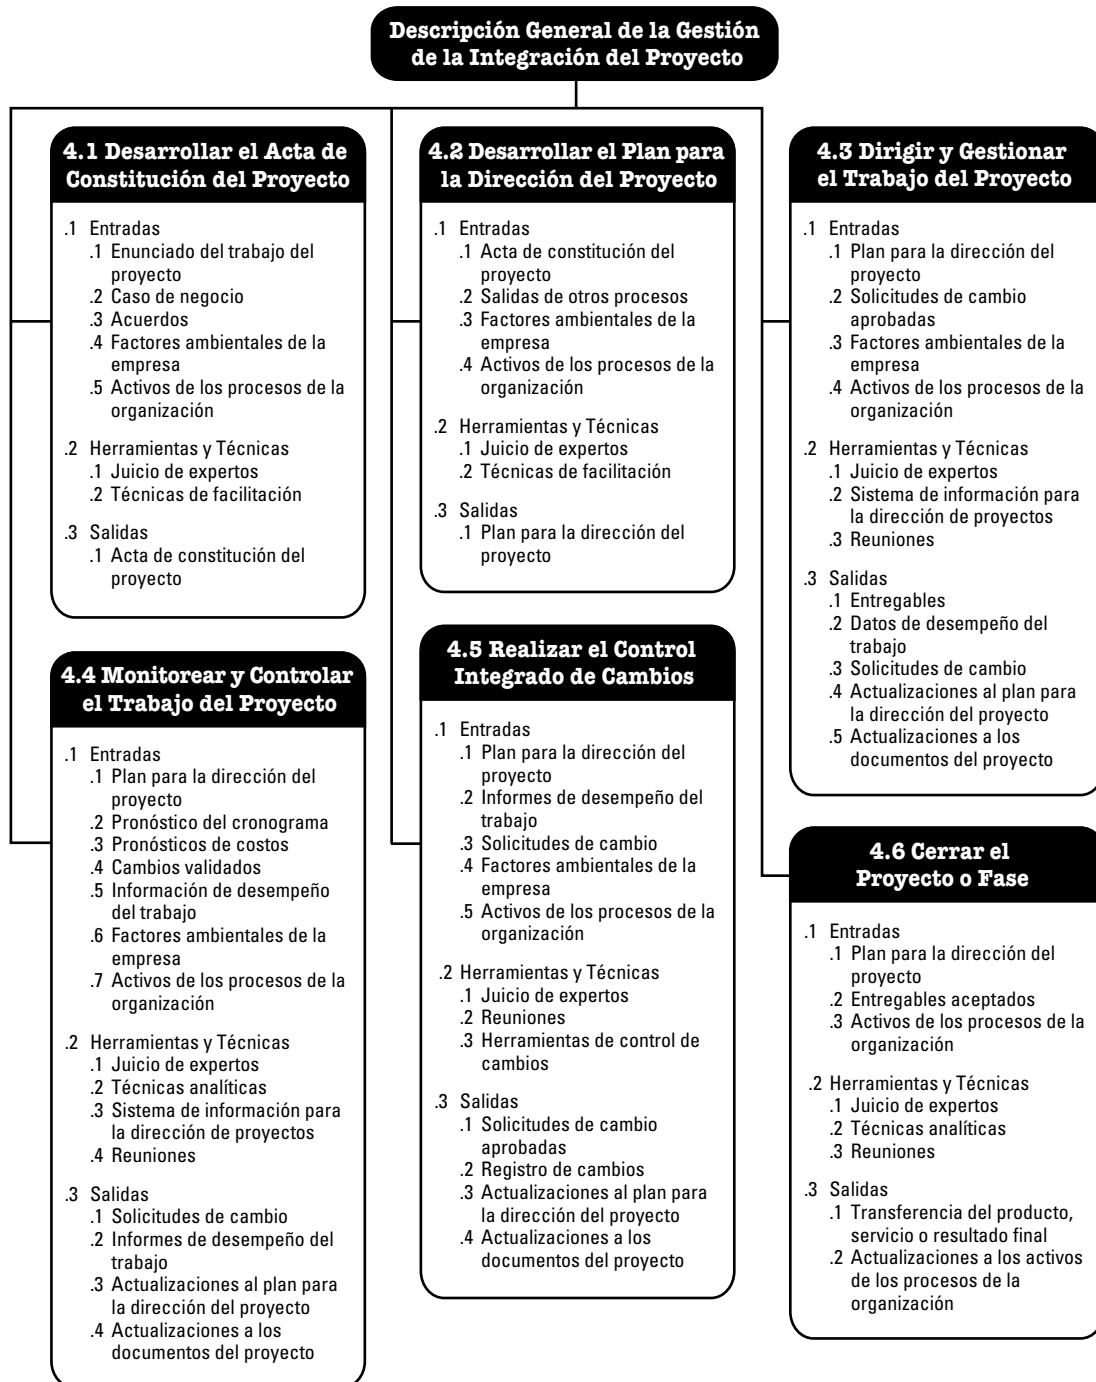 Descripción General de la Gestión
de la Integración del Proyecto
4.1 Desarrollar el Acta de
Constitución del Proyecto
.1 Entradas
.1 Enunciado del trabajo del
proyecto
.2 Caso de negocio
.3 Acuerdos
.4 Factores ambientales de la
empresa
.5 Activos de los procesos de la
organización
.2 Herramientas y Técnicas
.1 Juicio de expertos
.2 Técnicas de facilitación
.3 Salidas
.1 Acta de constitución del
proyecto
4.2 Desarrollar el Plan para
la Dirección del Proyecto
.1 Entradas
.1 Acta de constitución del
proyecto
.2 Salidas de otros procesos
.3 Factores ambientales de la
empresa
.4 Activos de los procesos de la
organización
.2 Herramientas y Técnicas
.1 Juicio de expertos
.2 Técnicas de facilitación
.3 Salidas
.1 Plan para la dirección del
proyecto
4.3 Dirigir y Gestionar
el Trabajo del Proyecto
.1 Entradas
.1 Plan para la dirección del
proyecto
.2 Solicitudes de cambio
aprobadas
.3 Factores ambientales de la
empresa
.4 Activos de los procesos de la
organización
.2 Herramientas y Técnicas
.1 Juicio de expertos
.2 Sistema de información para
la dirección de proyectos
.3 Reuniones
.3 Salidas
.1 Entregables
.2 Datos de desempeño del
trabajo
.3 Solicitudes de cambio
.4 Actualizaciones al plan para
la dirección del proyecto
.5 Actualizaciones a los
documentos del proyecto
4.4 Monitorear y Controlar
el Trabajo del Proyecto
.1 Entradas
.1 Plan para la dirección del
proyecto
.2 Pronóstico del cronograma
.3 Pronósticos de costos
.4 Cambios validados
.5 Información de desempeño
del trabajo
.6 Factores ambientales de la
empresa
.7 Activos de los procesos de la
organización
.2 Herramientas y Técnicas
.1 Juicio de expertos
.2 Técnicas analíticas
.3 Sistema de información para
la dirección de proyectos
.4 Reuniones
.3 Salidas
.1 Solicitudes de cambio
.2 Informes de desempeño del
trabajo
.3 Actualizaciones al plan para
la dirección del proyecto
.4 Actualizaciones a los
documentos del proyecto
4.5 Realizar el Control
Integrado de Cambios
.1 Entradas
.1 Plan para la dirección del
proyecto
.2 Informes de desempeño del
trabajo
.3 Solicitudes de cambio
.4 Factores ambientales de la
empresa
.5 Activos de los procesos de la
organización
.2 Herramientas y Técnicas
.1 Juicio de expertos
.2 Reuniones
.3 Herramientas de control de
cambios
.3 Salidas
.1 Solicitudes de cambio
aprobadas
.2 Registro de cambios
.3 Actualizaciones al plan para
la dirección del proyecto
.4 Actualizaciones a los
documentos del proyecto
4.6 Cerrar el
Proyecto o Fase
.1 Entradas
.1 Plan para la dirección del
proyecto
.2 Entregables aceptados
.3 Activos de los procesos de la
organización
.2 Herramientas y Técnicas
.1 Juicio de expertos
.2 Técnicas analíticas
.3 Reuniones
.3 Salidas
.1 Transferencia del producto,
servicio o resultado final
.2 Actualizaciones a los activos
de los procesos de la
organización